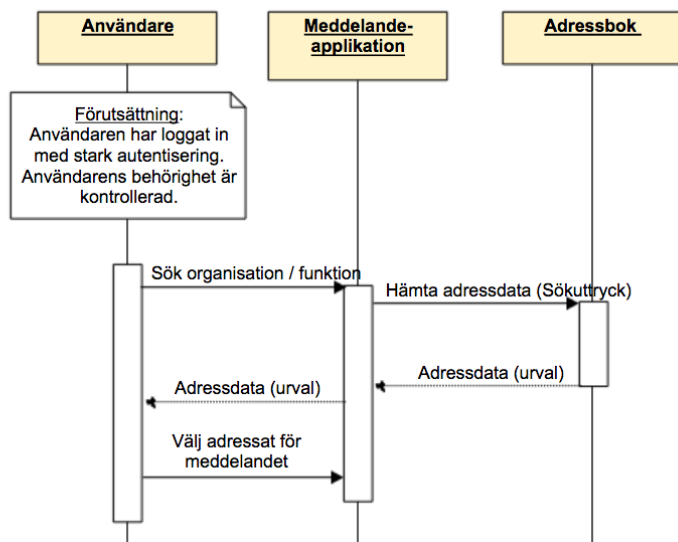 Användare
Meddelande-
applikation
Adressbok
Förutsättning:
Användaren har loggat in
med stark autentisering.
Användarens behörighet är
kontrollerad.
Sök organisation / funktion
Hämta adressdata (Sökuttryck)
Adressdata (urval)
Adressdata (urval)
Välj adressat för
meddelandet